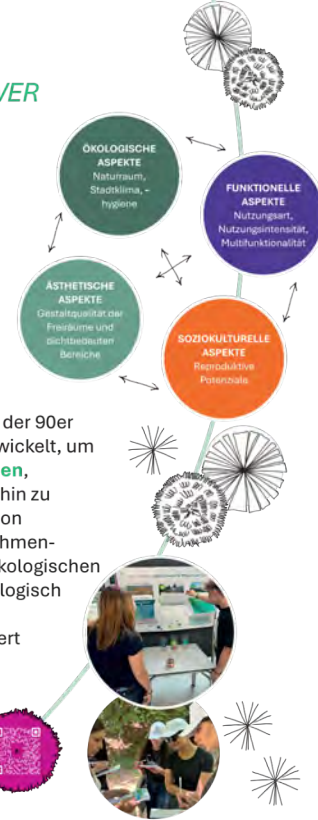 VER
ÖKOLOGISCHE
ASPEKTE
Naturraum,
Stadtklima, –
hygiene
FUNKTIONELLE
ASPEKTE
Nutzungsart,
Nutzungsintensität,
Multifunktionalität
ÄSTHETISCHE
ASPEKTE
Gestaltqualität der
Freiräume und
dichtbebauten
Bereiche
SOZIOKULTURELLE
ASPEKTE
Reproduktive
Potenziale
der 90er
wickelt, um
en,
hin zu
on
hmen-
kologischen
logisch
ert